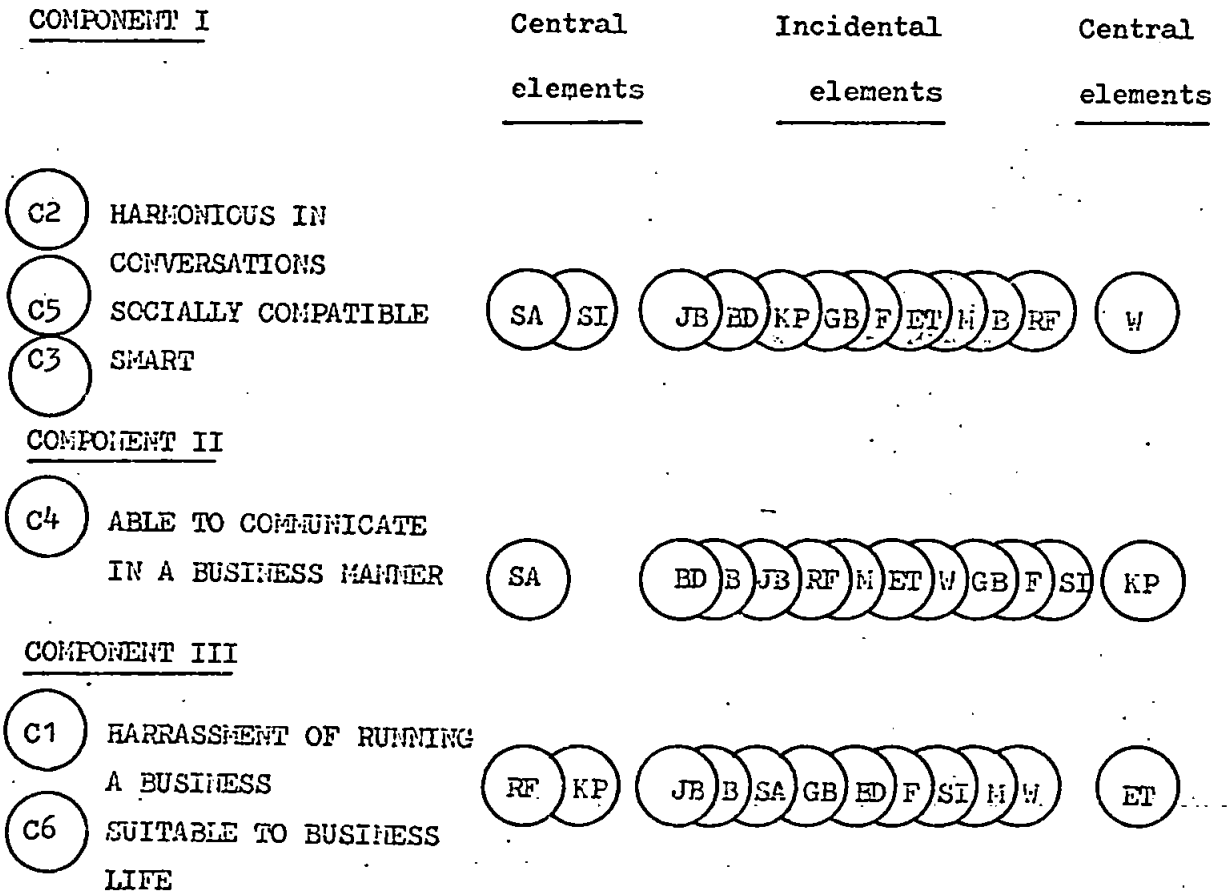 COMPONENT I Central Incidental Central
elements elements elements
C2 HARMONIOUS IN
CONVERSATIONS
C5 SOCIALLY COMPATIBLE SA SI JB BD KP GB F ET M B RF W
C3 SMART
COMPONENT II
C4 ABLE TO COMMUNICATE
IN A BUSINESS MANNER SA BD B JB RF M ET W GB F SI KP
COMPONENT III
C1 HARRASSMENT OF RUNNING
A BUSINESS RF KP JB B SA GB BD F SI M W ET
C6 SUITABLE TO BUSINESS
LIFE